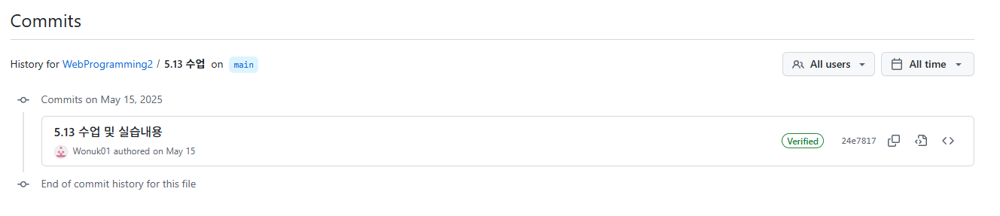 Commits
History for WebProgramming2 / 5.13 수업 on main
All users
All time
Commits on May 15, 2025
5.13 수업 및 실습내용
Wonuk01 authored on May 15
Verified
24e7817
End of commit history for this file